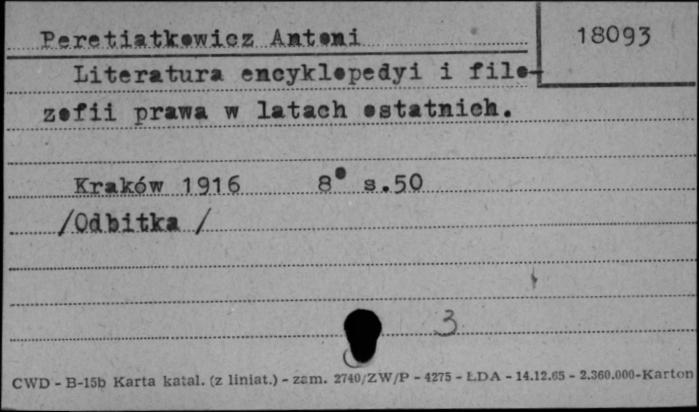 Peretiatkowicz Antoni
18093
Literatura encyklopedyi i filo-
zofii prawa w latach ostatnich.
Kraków 1916 8° s.50
/Odbitka /
3
CWD - B-15b Karta katal. (z liniat.) - zam. 2740/ZW/P - 4275 - ŁDA - 14.12.65 - 2.360.000-Karton